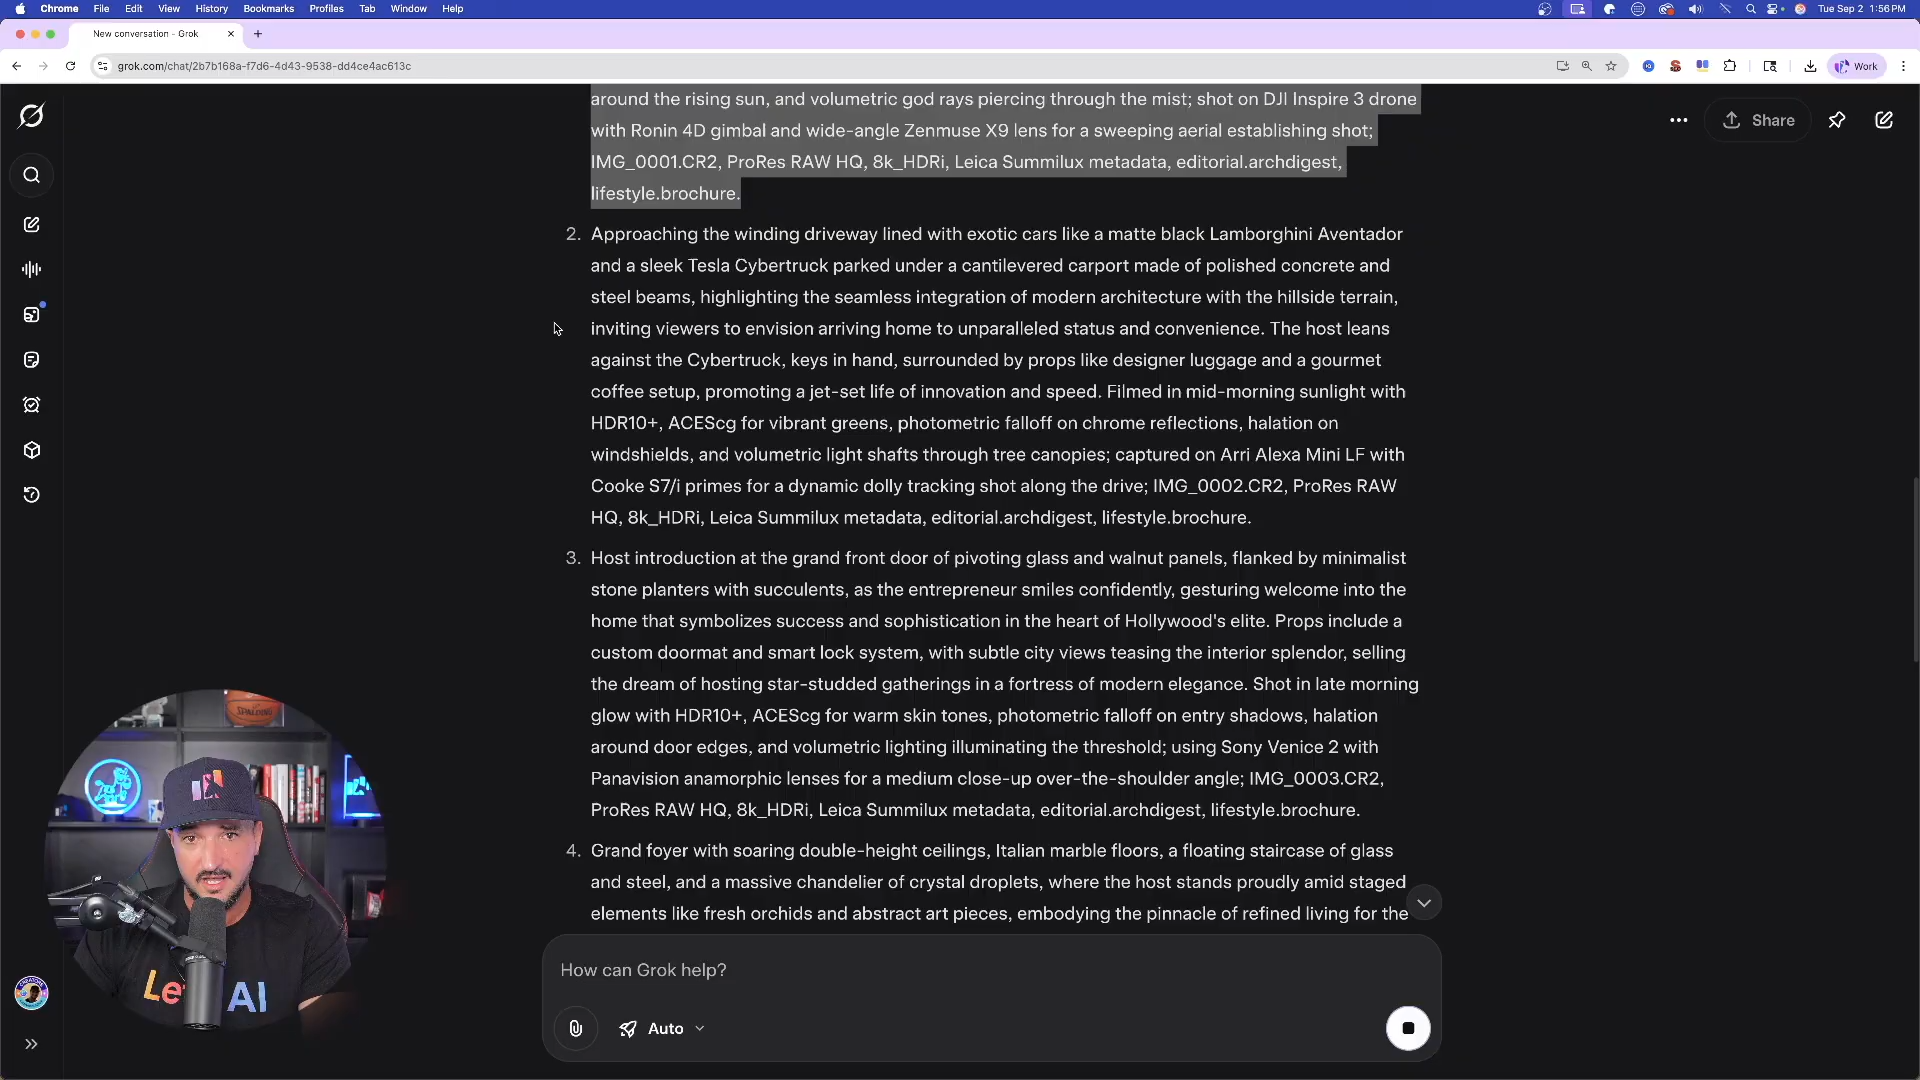 Chrome File Edit View History Bookmarks Profiles Tab Window Help
Tue Sep 2 1:56 PM
New conversation - Grok
grok.com/chat/2b7b168a-f7d6-4d43-9538-dd4ce4ac613c
Work
Share
around the rising sun, and volumetric god rays piercing through the mist; shot on DJI Inspire 3 drone
with Ronin 4D gimbal and wide-angle Zenmuse X9 lens for a sweeping aerial establishing shot;
IMG_0001.CR2, ProRes RAW HQ, 8k_HDRi, Leica Summilux metadata, editorial.archdigest,
lifestyle.brochure.
2. Approaching the winding driveway lined with exotic cars like a matte black Lamborghini Aventador
and a sleek Tesla Cybertruck parked under a cantilevered carport made of polished concrete and
steel beams, highlighting the seamless integration of modern architecture with the hillside terrain,
inviting viewers to envision arriving home to unparalleled status and convenience. The host leans
against the Cybertruck, keys in hand, surrounded by props like designer luggage and a gourmet
coffee setup, promoting a jet-set life of innovation and speed. Filmed in mid-morning sunlight with
HDR10+, ACEScg for vibrant greens, photometric falloff on chrome reflections, halation on
windshields, and volumetric light shafts through tree canopies; captured on Arri Alexa Mini LF with
Cooke S7/i primes for a dynamic dolly tracking shot along the drive; IMG_0002.CR2, ProRes RAW
HQ, 8k_HDRi, Leica Summilux metadata, editorial.archdigest, lifestyle.brochure.
3. Host introduction at the grand front door of pivoting glass and walnut panels, flanked by minimalist
stone planters with succulents, as the entrepreneur smiles confidently, gesturing welcome into the
home that symbolizes success and sophistication in the heart of Hollywood's elite. Props include a
custom doormat and smart lock system, with subtle city views teasing the interior splendor, selling
the dream of hosting star-studded gatherings in a fortress of modern elegance. Shot in late morning
glow with HDR10+, ACEScg for warm skin tones, photometric falloff on entry shadows, halation
around door edges, and volumetric lighting illuminating the threshold; using Sony Venice 2 with
Panavision anamorphic lenses for a medium close-up over-the-shoulder angle; IMG_0003.CR2,
ProRes RAW HQ, 8k_HDRi, Leica Summilux metadata, editorial.archdigest, lifestyle.brochure.
4. Grand foyer with soaring double-height ceilings, Italian marble floors, a floating staircase of glass
and steel, and a massive chandelier of crystal droplets, where the host stands proudly amid staged
elements like fresh orchids and abstract art pieces, embodying the pinnacle of refined living for the
How can Grok help?
Auto
SPALDING
AI